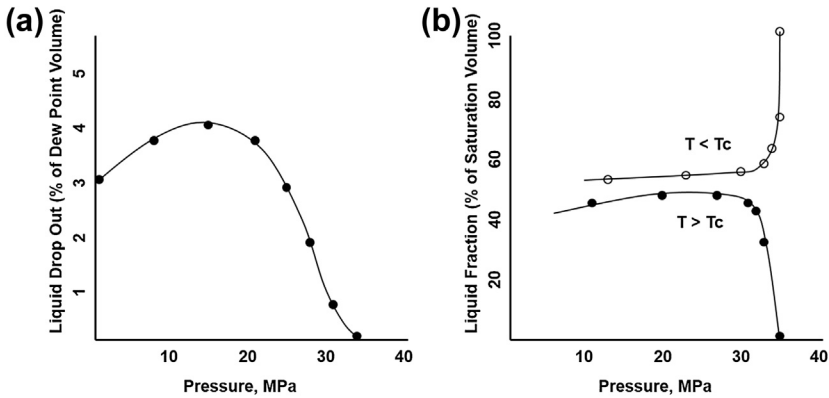 (a)
Liquid Drop Out (% of Dew Point Volume)
5
4
3
2
1
10 20 30 40
Pressure, MPa
(b)
Liquid Fraction (% of Saturation Volume)
100
80
60
40
20
T < Tc
T > Tc
10 20 30 40
Pressure, MPa